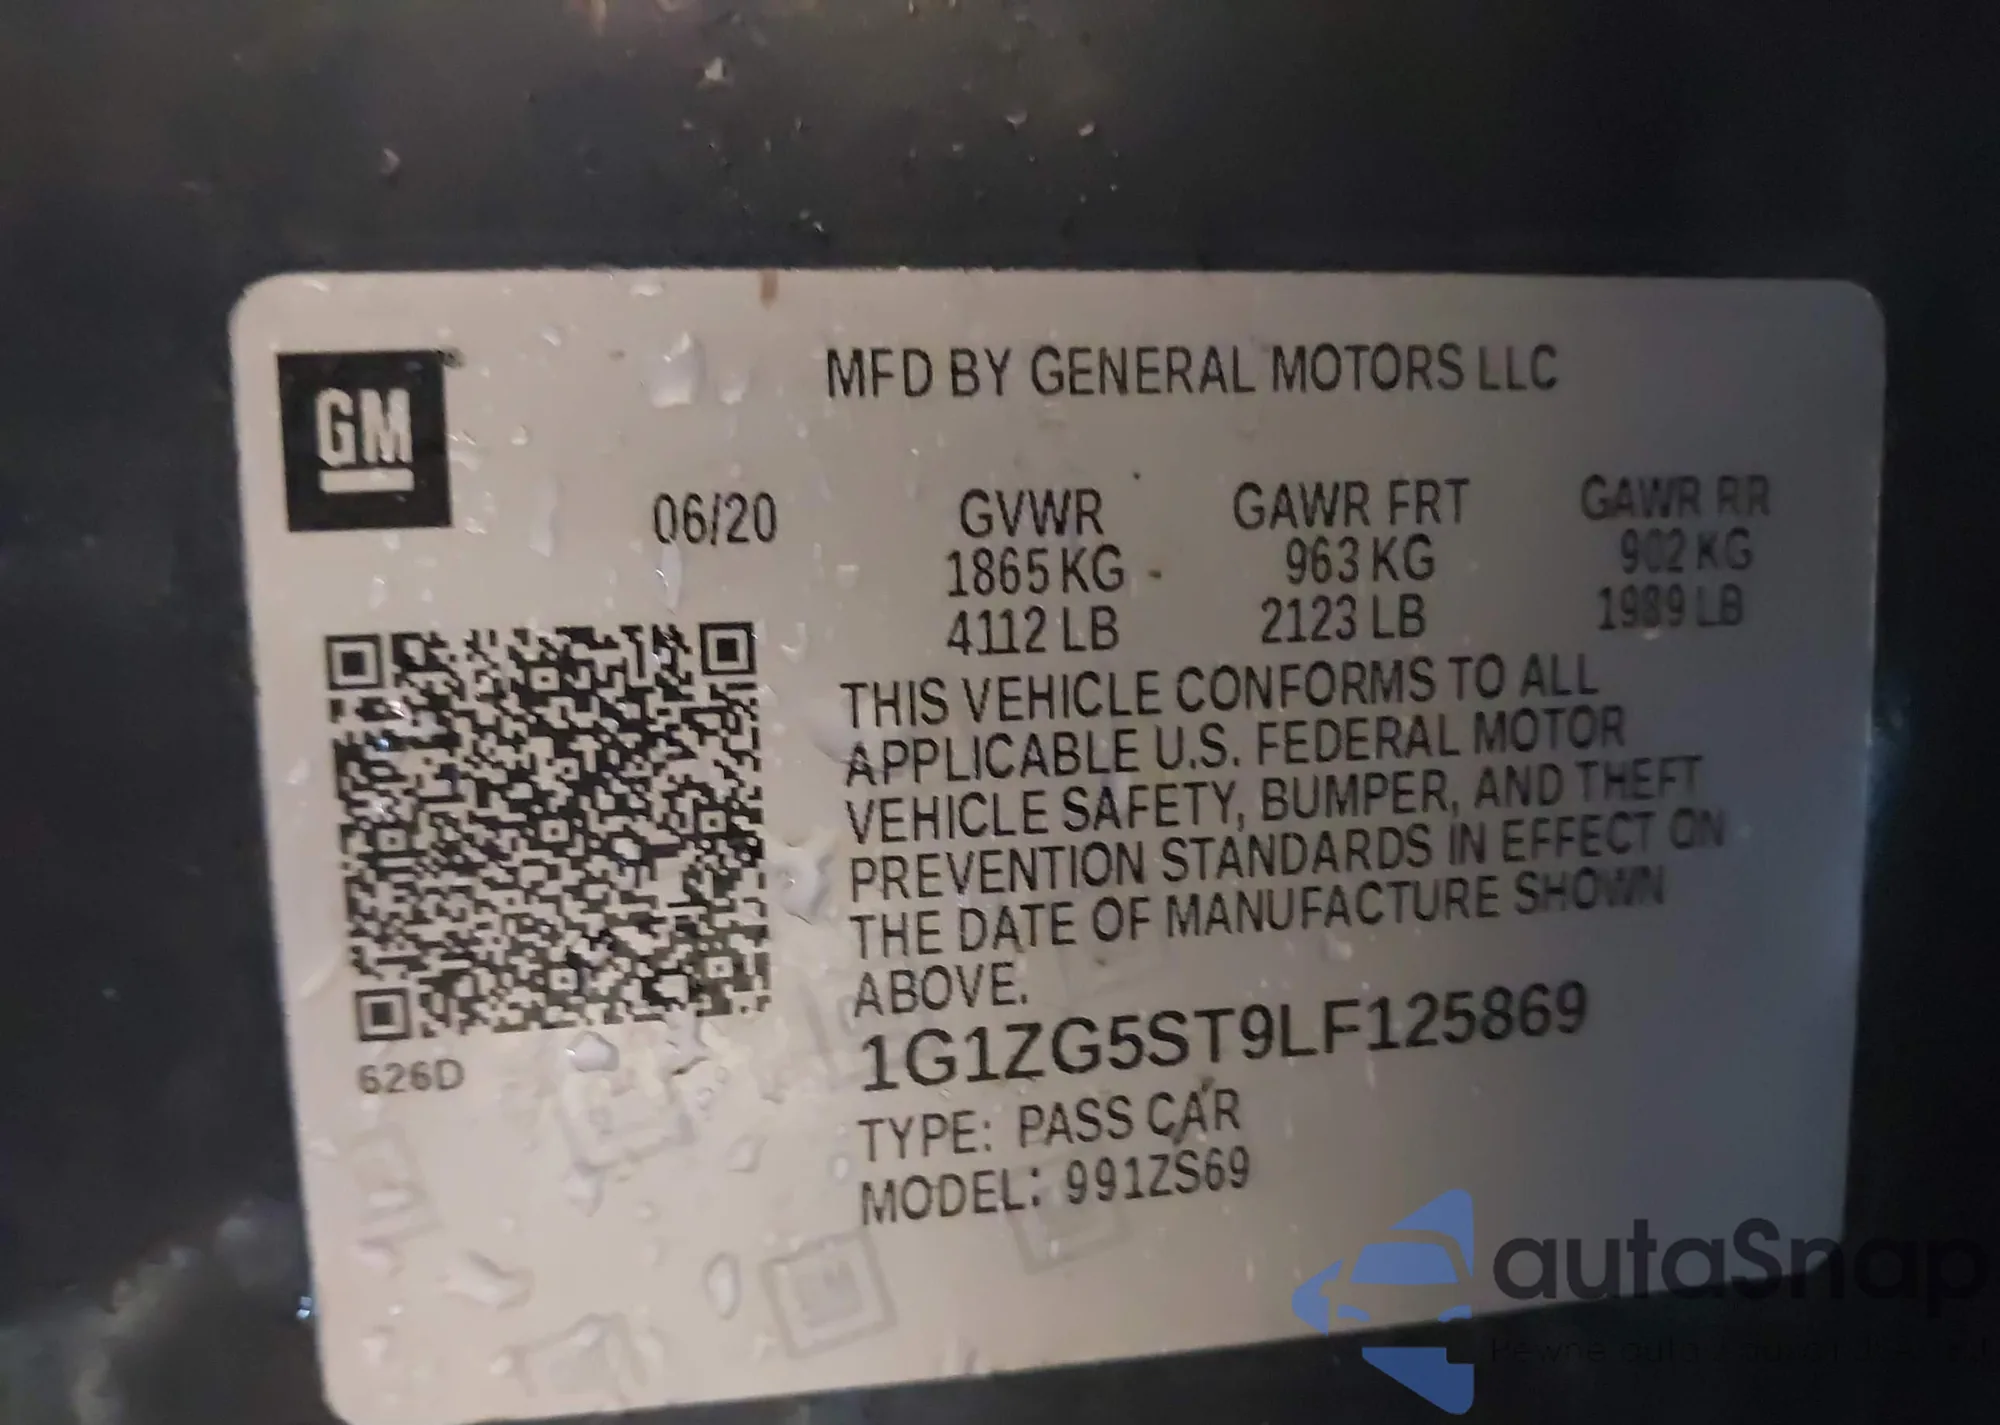 GM
MFD BY GENERAL MOTORS LLC
06/20
GVWR
1865 KG
4112 LB
GAWR FRT
963 KG
2123 LB
GAWR RR
902 KG
1989 LB
THIS VEHICLE CONFORMS TO ALL
APPLICABLE U.S. FEDERAL MOTOR
VEHICLE SAFETY, BUMPER, AND THEFT
PREVENTION STANDARDS IN EFFECT ON
THE DATE OF MANUFACTURE SHOWN
ABOVE.
1G1ZG5ST9LF125869
TYPE: PASS CAR
MODEL: 991ZS69
626D
autaSnap
Pewne auta